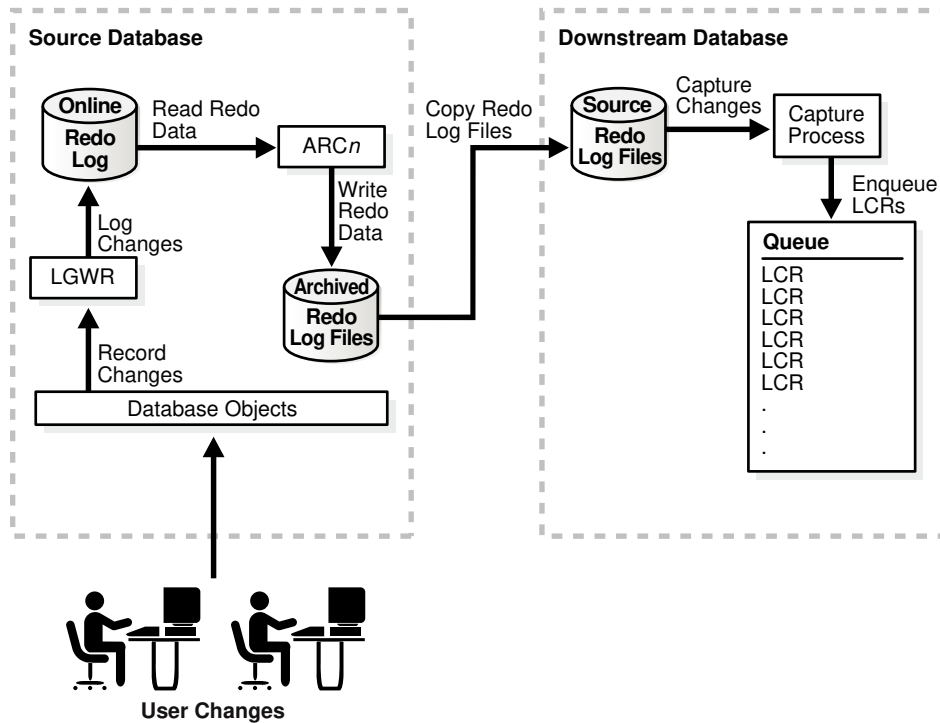 Source Database
Online
Redo
Log
Read Redo
Data
ARCn
Write
Redo
Data
Log
Changes
LGWR
Archived
Redo
Log Files
Record
Changes
Database Objects
User Changes
Copy Redo
Log Files
Downstream Database
Source
Redo
Log Files
Capture
Changes
Capture
Process
Enqueue
LCRs
Queue
LCR
LCR
LCR
LCR
LCR
LCR
.
.
.